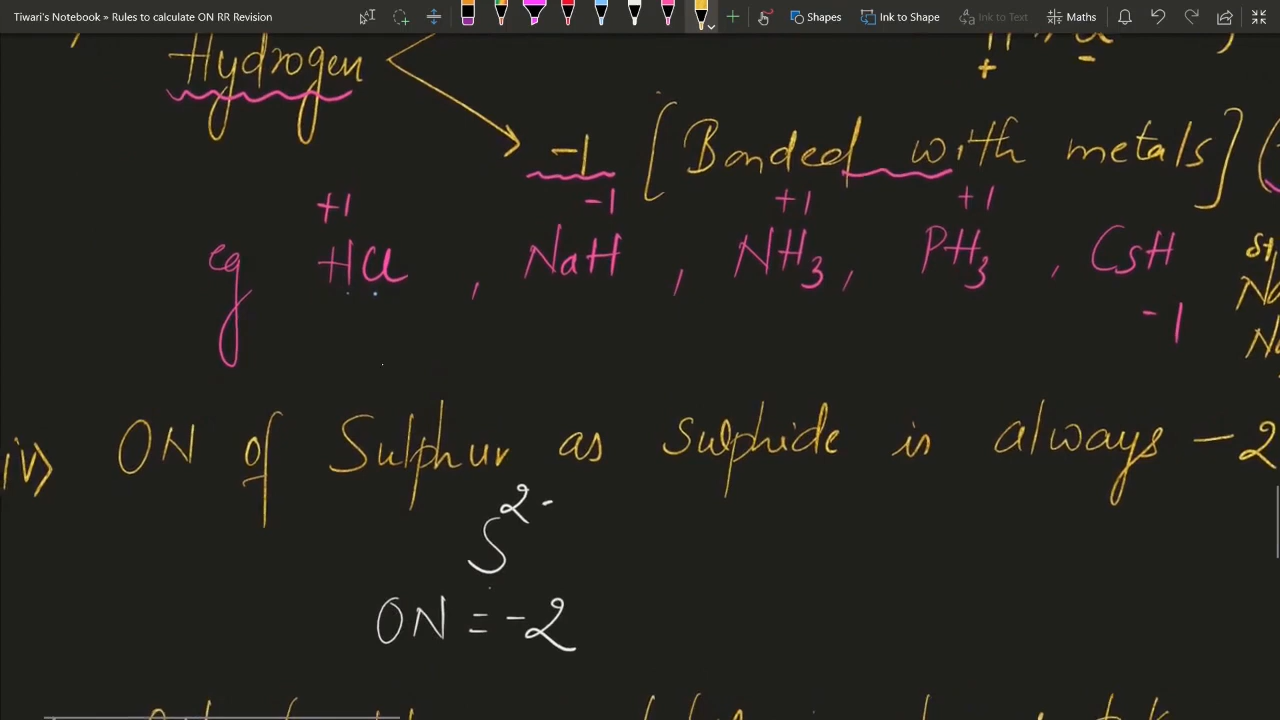 Tiwari's Notebook » Rules to calculate ON RR Revision
Shapes
Ink to Shape
Ink to Text
Maths
Hydrogen
+ -
-1 [Bonded with metals] (
+1 -1 +1 +1
eg HCl , NaH , NH3, PH3 , CsH
-1
iv) ON of Sulphur as sulphide is always -2
S2-
ON = -2